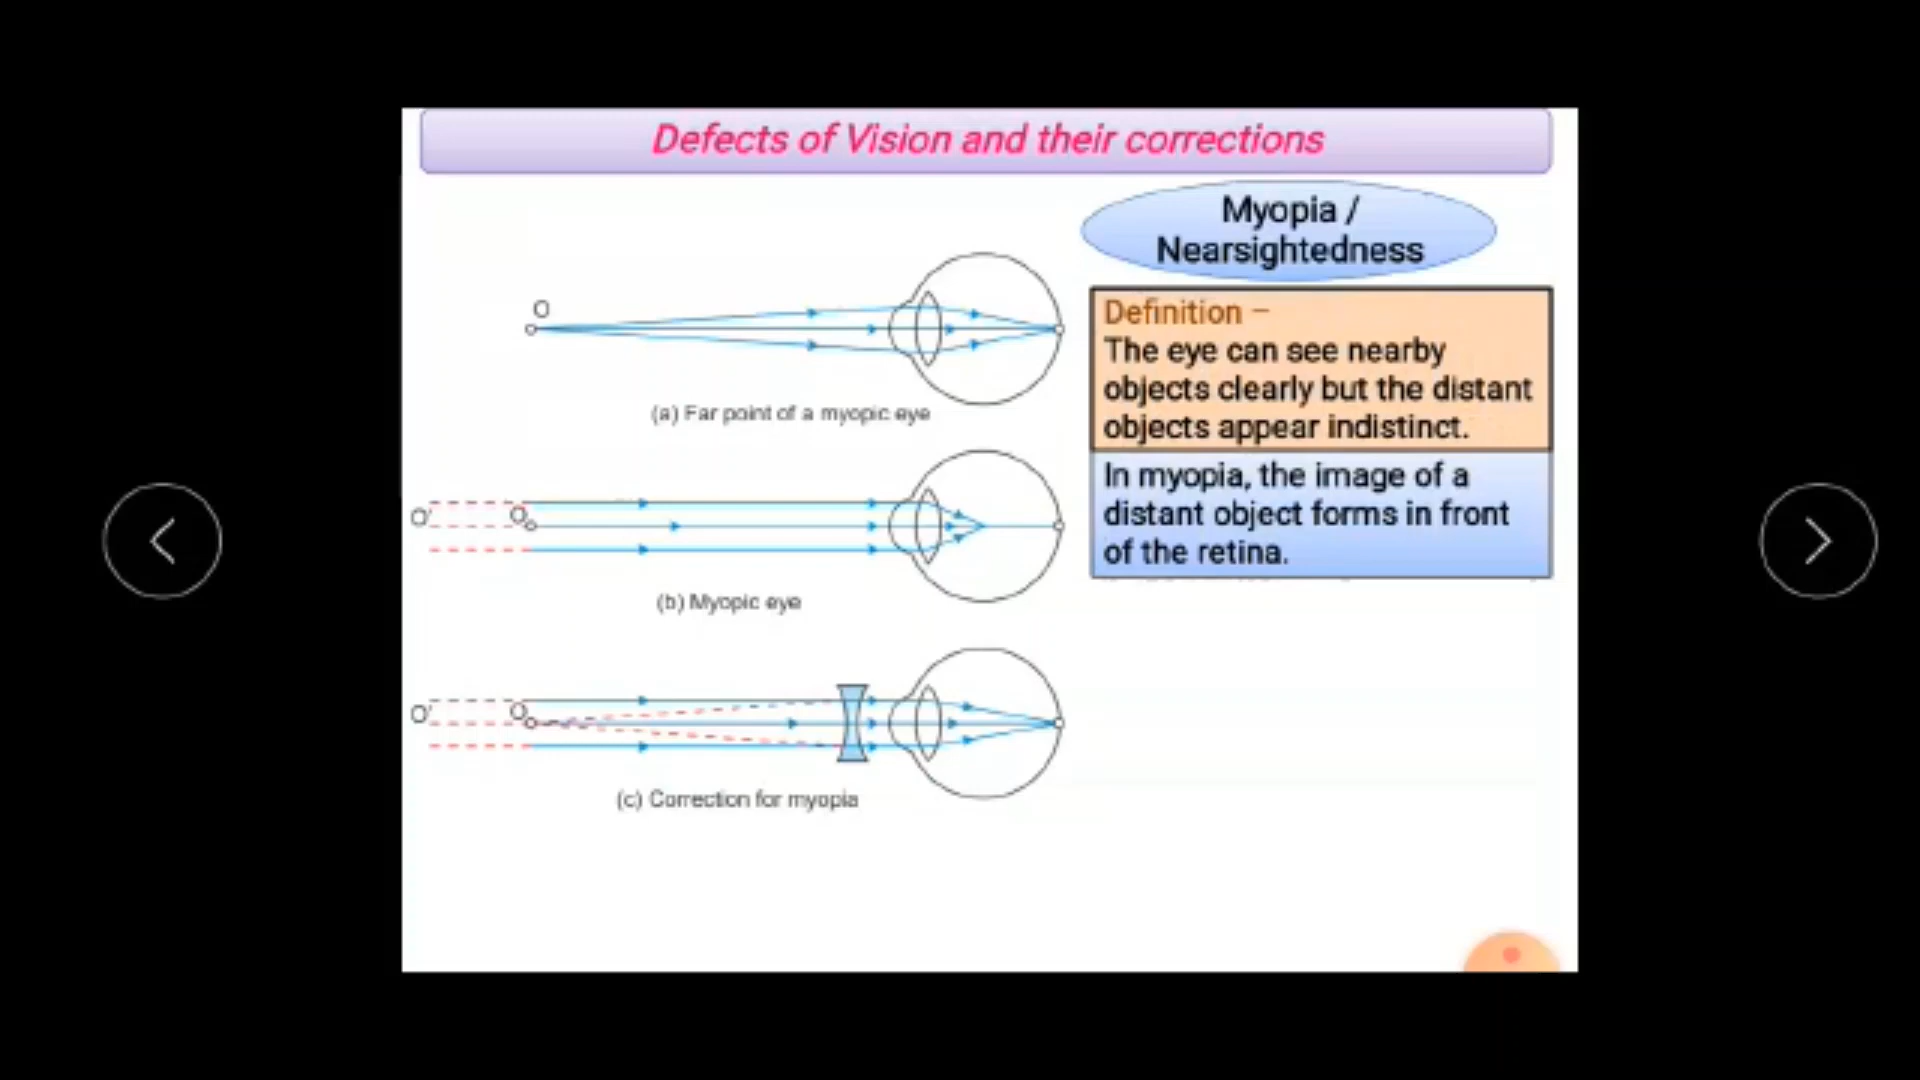 Defects of Vision and their corrections
Myopia /
Nearsightedness
O
(a) Far point of a myopic eye
Definition –
The eye can see nearby
objects clearly but the distant
objects appear indistinct.
In myopia, the image of a
distant object forms in front
of the retina.
O' O
(b) Myopic eye
O' O
(c) Correction for myopia